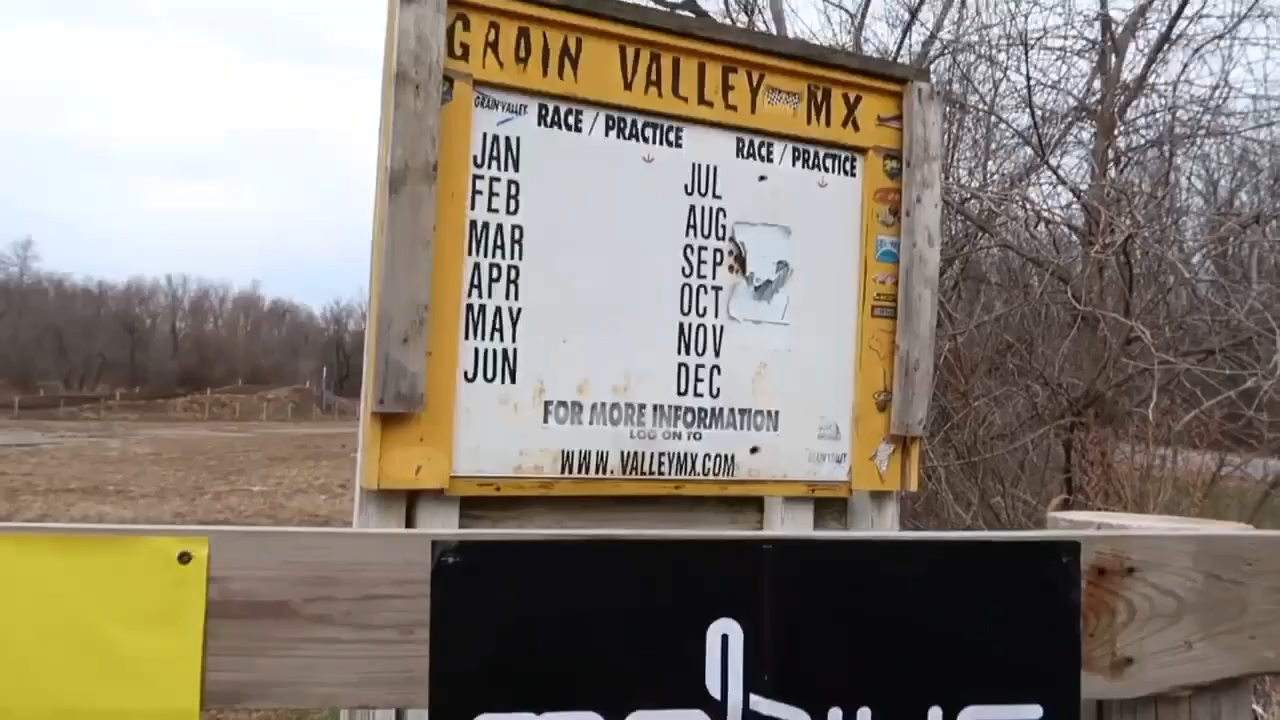 GRAIN VALLEY MX
GRAIN VALLEY
RACE / PRACTICE
RACE / PRACTICE
JAN
FEB
MAR
APR
MAY
JUN
JUL
AUG
SEP
OCT
NOV
DEC
FOR MORE INFORMATION
LOG ON TO
WWW.VALLEYMX.COM